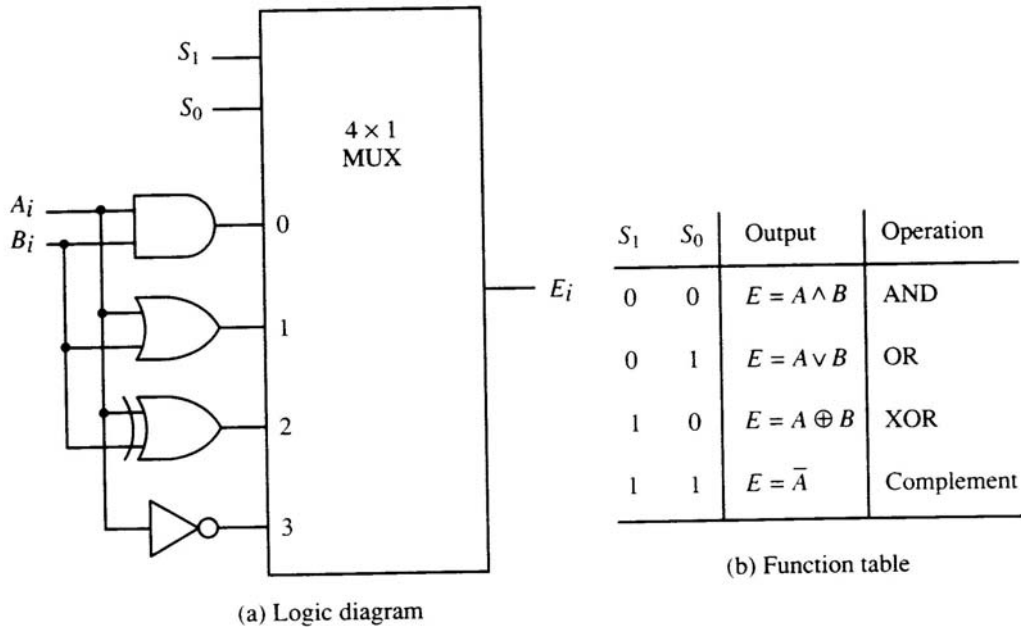 S₁
S₀
4 × 1
MUX
Aᵢ
Bᵢ
0
1
2
3
Eᵢ
(a) Logic diagram
S₁ S₀ Output Operation
0 0 E = A ∧ B AND
0 1 E = A ∨ B OR
1 0 E = A ⊕ B XOR
1 1 E = A̅ Complement
(b) Function table